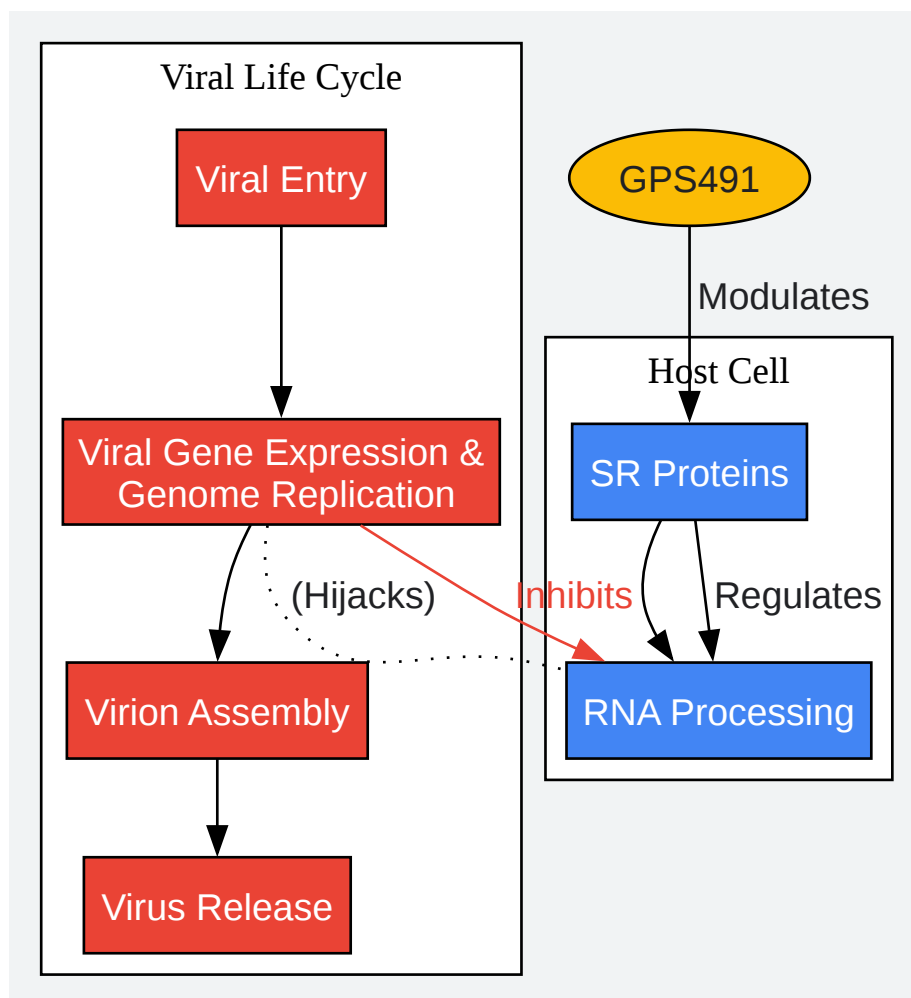 Viral Life Cycle
Viral Entry
GPS491
Modulates
Host Cell
Viral Gene Expression &
Genome Replication
SR Proteins
(Hijacks)
Inhibits
Regulates
Virion Assembly
RNA Processing
Virus Release